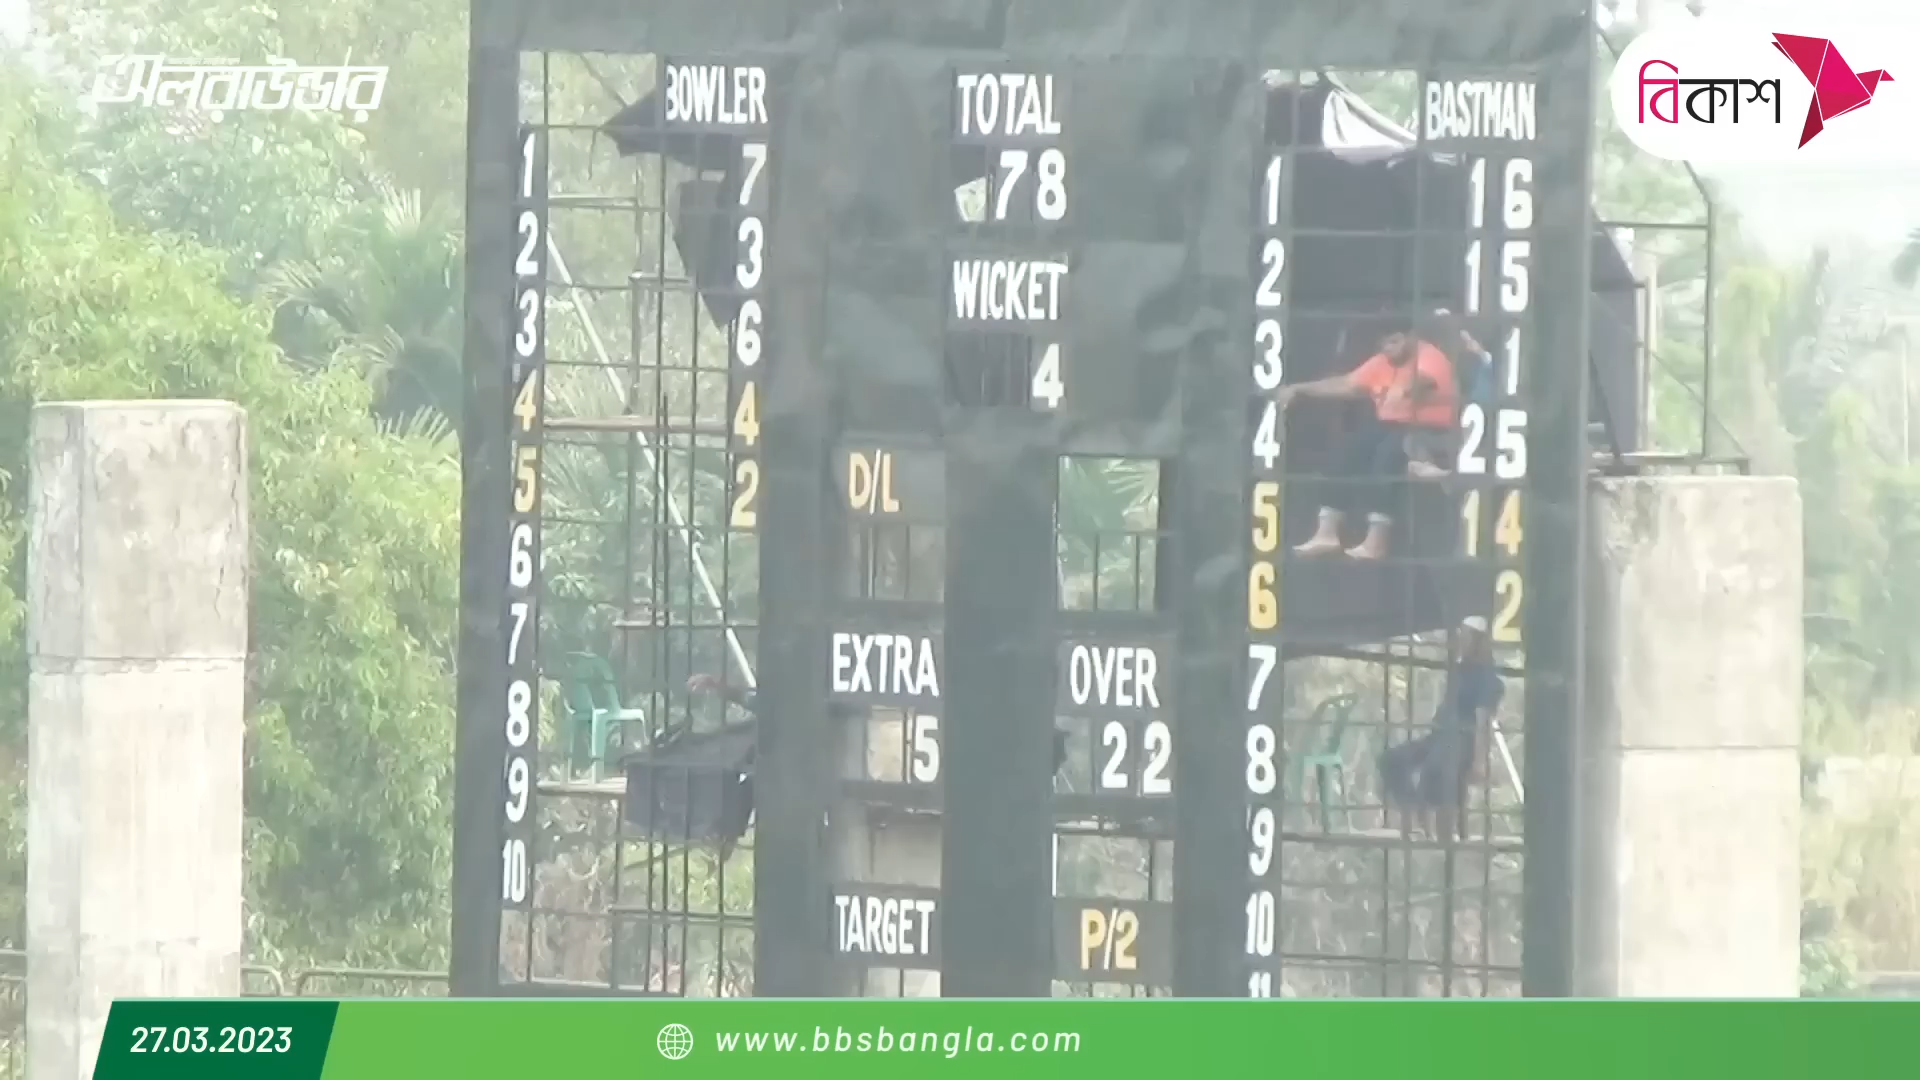 অলরাউন্ডার
বিকাশ
BOWLER TOTAL BASTMAN
1 7 78 1 16
2 3 WICKET 2 15
3 6 4 3 1
4 4 4 25
5 2 D/L 5 14
6 6 2
7 EXTRA OVER 7
8 5 22 8
9 9
10 TARGET P/2 10
11
27.03.2023 www.bbsbangla.com